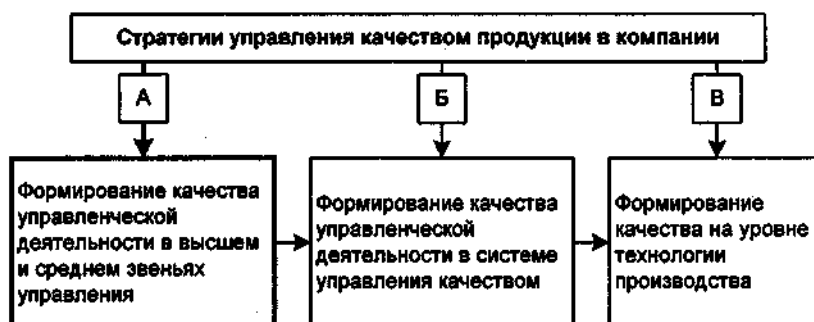 Стратегии управления качеством продукции в компании
А
Б
В
Формирование качества
управленческой
деятельности в высшем
и среднем звеньях
управления
Формирование качества
управленческой
деятельности в системе
управления качеством
Формирование
качества на уровне
технологии
производства